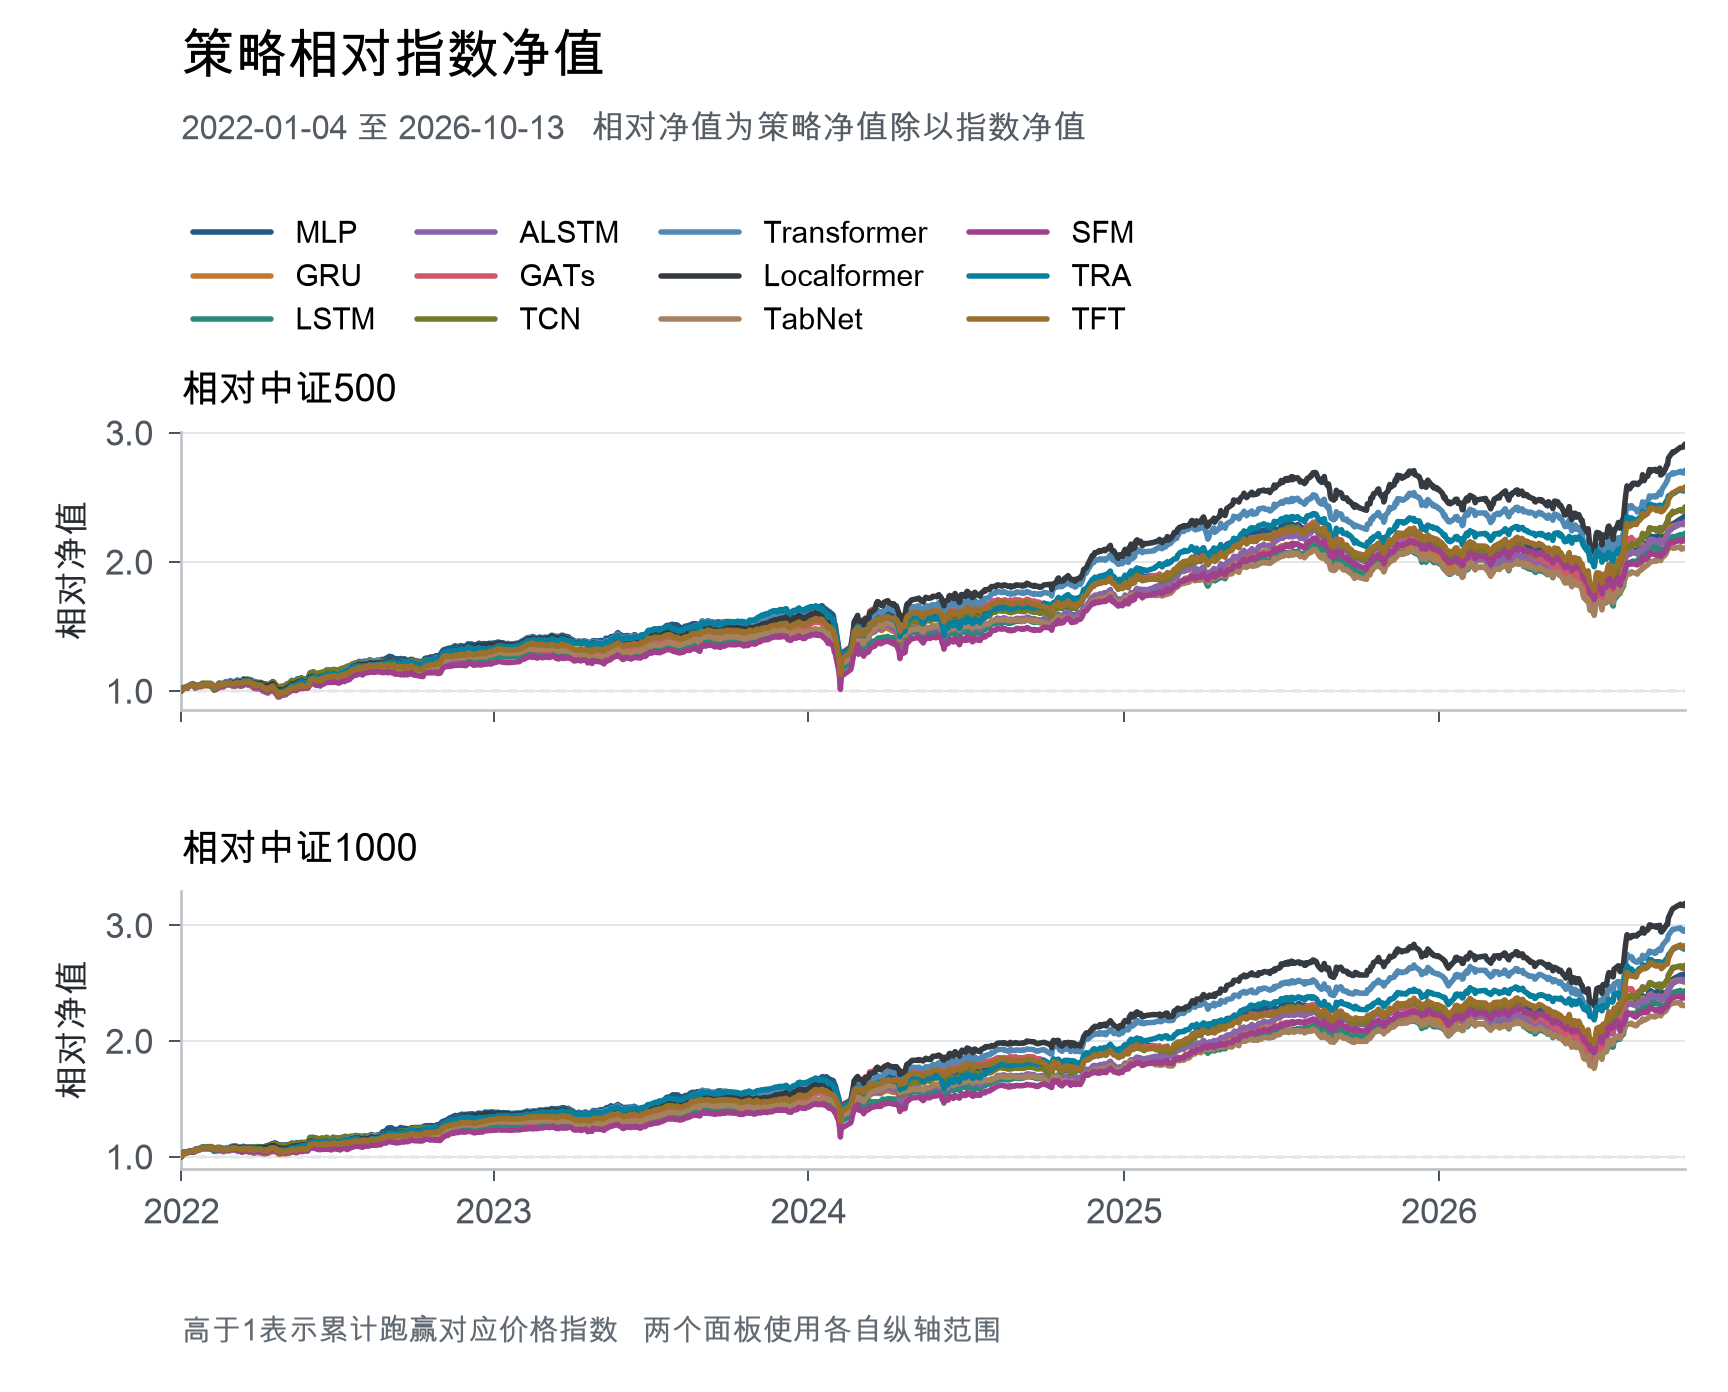 策略相对指数净值
2022-01-04 至 2026-10-13 相对净值为策略净值除以指数净值
MLP ALSTM Transformer SFM
GRU GATs Localformer TRA
LSTM TCN TabNet TFT
相对中证500
3.0
2.0
1.0
相对净值
相对中证1000
3.0
2.0
1.0
相对净值
2022 2023 2024 2025 2026
高于1表示累计跑赢对应价格指数 两个面板使用各自纵轴范围